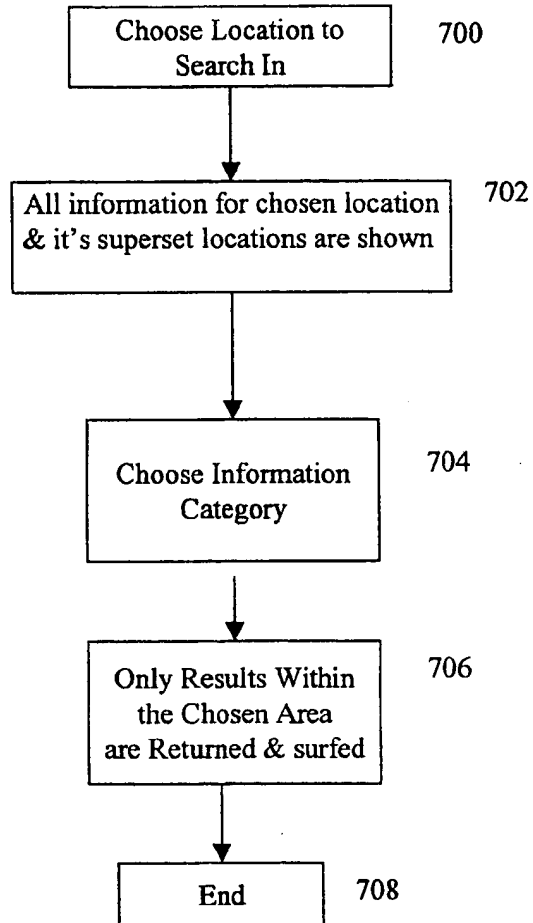 Choose Location to
Search In
700
All information for chosen location
& it's superset locations are shown
702
Choose Information
Category
704
Only Results Within
the Chosen Area
are Returned & surfed
706
End
708